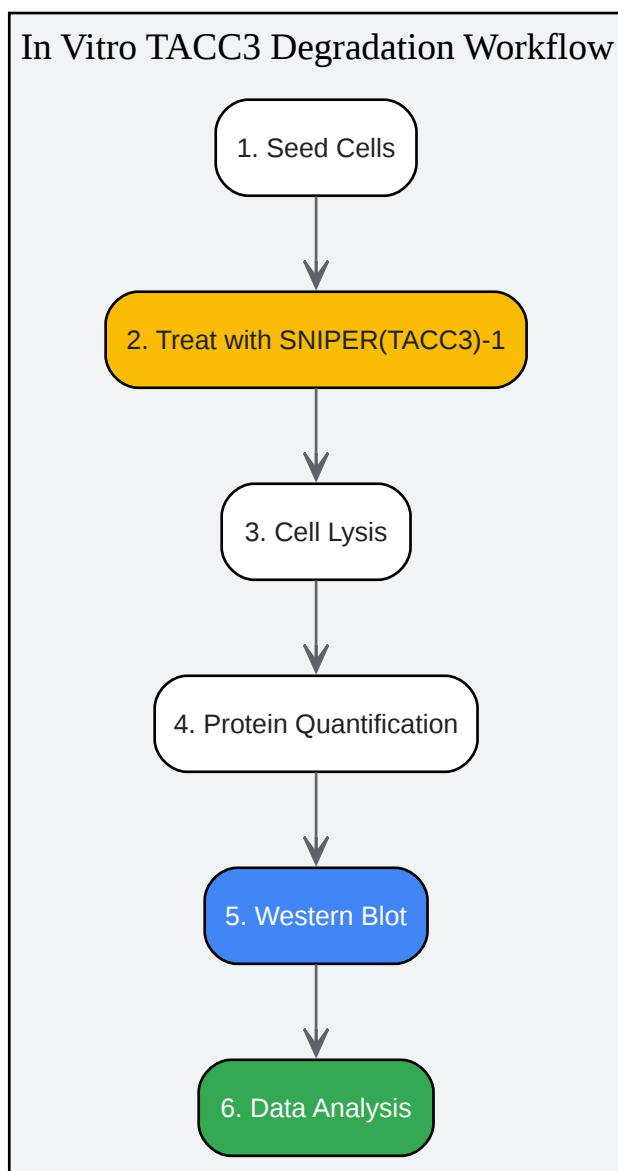 In Vitro TACC3 Degradation Workflow
1. Seed Cells
2. Treat with SNIPER(TACC3)-1
3. Cell Lysis
4. Protein Quantification
5. Western Blot
6. Data Analysis